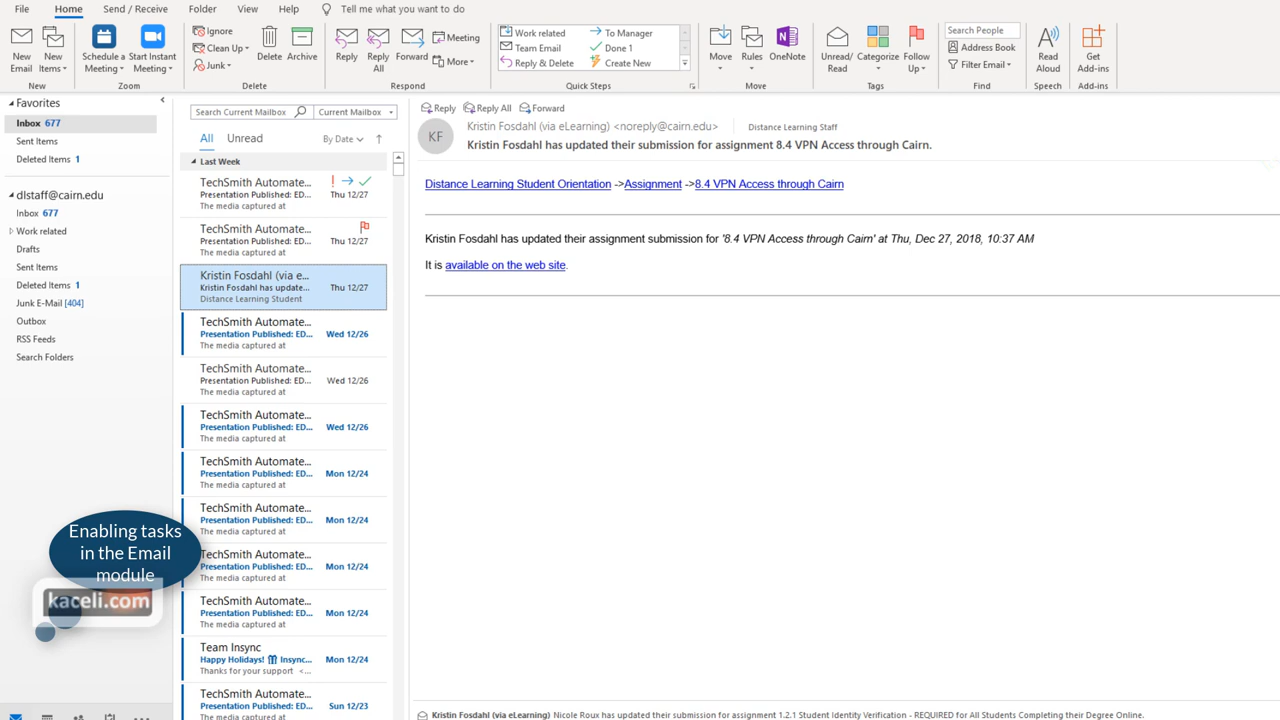 File Home Send / Receive Folder View Help Tell me what you want to do
New Email
New Items
Schedule a Meeting
Start Instant Meeting
Ignore
Clean Up
Junk
Delete
Archive
Reply
Reply All
Forward
Meeting
More
Work related
Team Email
Reply & Delete
To Manager
Done 1
Create New
Move
Rules
OneNote
Unread/ Read
Categorize
Follow Up
Search People
Address Book
Filter Email
Read Aloud
Get Add-ins
New Zoom Delete Respond Quick Steps Move Tags Find Speech Add-ins
Favorites
Inbox 677
Sent Items
Deleted Items 1
dlstaff@cairn.edu
Inbox 677
Work related
Drafts
Sent Items
Deleted Items 1
Junk E-Mail [404]
Outbox
RSS Feeds
Search Folders
Enabling tasks
in the Email
module
kaceli.com
Search Current Mailbox Current Mailbox
All Unread By Date
Last Week
TechSmith Automate...
Presentation Published: ED... Thu 12/27
The media captured at
TechSmith Automate...
Presentation Published: ED... Thu 12/27
The media captured at
Kristin Fosdahl (via e...
Kristin Fosdahl has update... Thu 12/27
Distance Learning Student
TechSmith Automate...
Presentation Published: ED... Wed 12/26
The media captured at
TechSmith Automate...
Presentation Published: ED... Wed 12/26
The media captured at
TechSmith Automate...
Presentation Published: ED... Wed 12/26
The media captured at
TechSmith Automate...
Presentation Published: ED... Mon 12/24
The media captured at
TechSmith Automate...
Presentation Published: ED... Mon 12/24
The media captured at
TechSmith Automate...
Presentation Published: ED... Mon 12/24
The media captured at
TechSmith Automate...
Presentation Published: ED... Mon 12/24
The media captured at
Team Insync
Happy Holidays! Insync... Mon 12/24
Thanks for your support <...
TechSmith Automate...
Presentation Published: ED... Sun 12/23
Reply Reply All Forward
KF
Kristin Fosdahl (via eLearning) <noreply@cairn.edu> Distance Learning Staff
Kristin Fosdahl has updated their submission for assignment 8.4 VPN Access through Cairn.
Distance Learning Student Orientation ->Assignment ->8.4 VPN Access through Cairn
Kristin Fosdahl has updated their assignment submission for '8.4 VPN Access through Cairn' at Thu, Dec 27, 2018, 10:37 AM
It is available on the web site.
Kristin Fosdahl (via eLearning) Nicole Roux has updated their submission for assignment 1.2.1 Student Identity Verification - REQUIRED for All Students Completing their Degree Online.